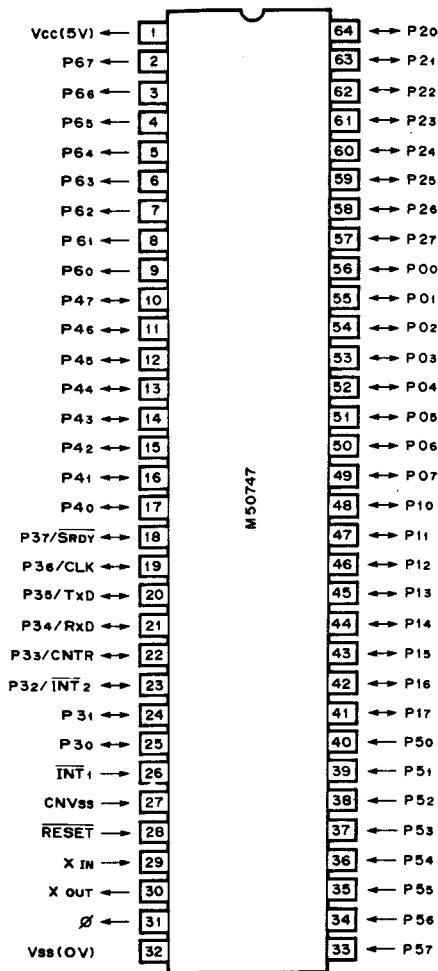 Vcc(5V) 1 64 P20
P67 2 63 P21
P66 3 62 P22
P65 4 61 P23
P64 5 60 P24
P63 6 59 P25
P62 7 58 P26
P61 8 57 P27
P60 9 56 P00
P47 10 55 P01
P46 11 54 P02
P45 12 53 P03
P44 13 52 P04
P43 14 51 P05
P42 15 50 P06
P41 16 49 P07
P40 17 48 P10
P37/SRDY 18 47 P11
P36/CLK 19 46 P12
P35/TxD 20 45 P13
P34/RxD 21 44 P14
P33/CNTR 22 43 P15
P32/INT2 23 42 P16
P31 24 41 P17
P30 25 40 P50
INT1 26 39 P51
CNVss 27 38 P52
RESET 28 37 P53
X IN 29 36 P54
X OUT 30 35 P55
Ø 31 34 P56
Vss(0V) 32 33 P57
M50747